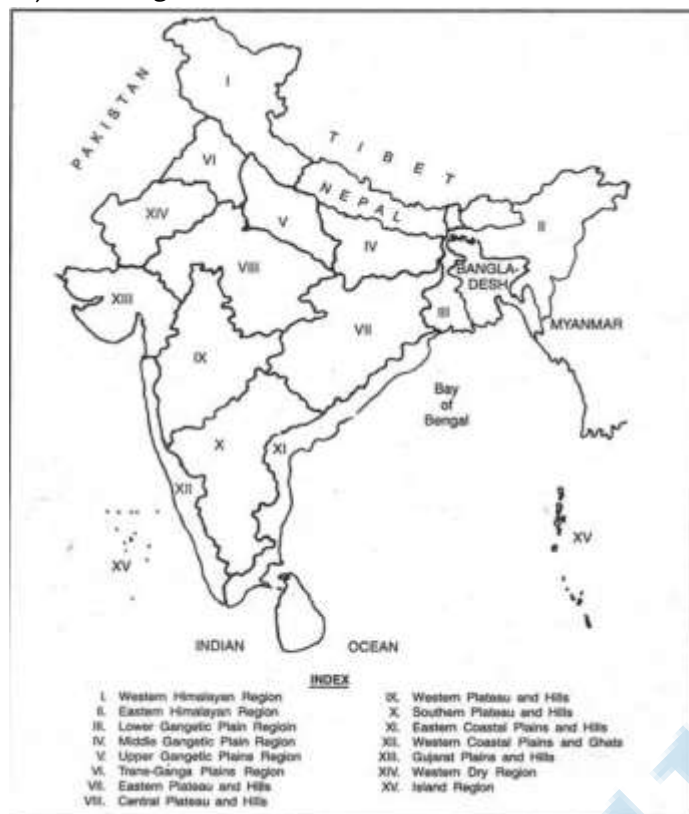 I
PAKISTAN
TIBET
VI
NEPAL
XIV
V
II
IV
VIII
BANGLA-
DESH
XIII
III
MYANMAR
VII
IX
Bay
of
Bengal
X
XI
XII
XV
XV
INDIAN OCEAN
INDEX
I. Western Himalayan Region
II. Eastern Himalayan Region
III. Lower Gangetic Plain Regioin
IV. Middle Gangetic Plain Region
V. Upper Gangetic Plains Region
VI. Trans-Ganga Plains Region
VII. Eastern Plateau and Hills
VIII. Central Plateau and Hills
IX. Western Plateau and Hills
X. Southern Plateau and Hills
XI. Eastern Coastal Plains and Hills
XII. Western Coastal Plains and Ghats
XIII. Gujarat Plains and Hills
XIV. Western Dry Region
XV. Island Region